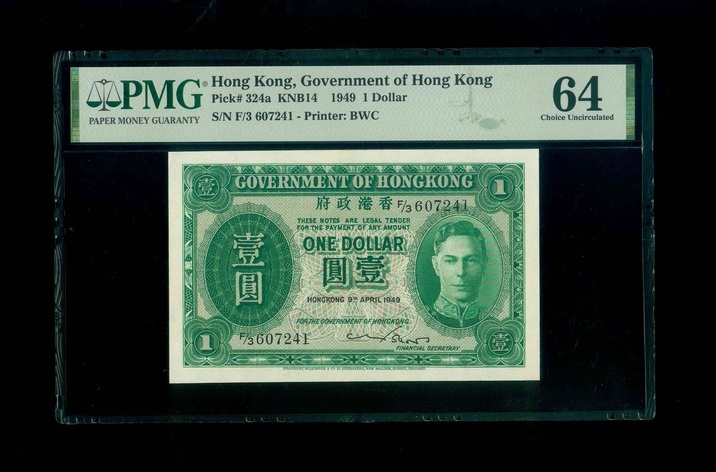 PMG
PAPER MONEY GUARANTY
Hong Kong, Government of Hong Kong
Pick# 324a KNB14 1949 1 Dollar
S/N F/3 607241 - Printer: BWC
64
Choice Uncirculated
壹
GOVERNMENT OF HONGKONG
1
府政港香
F/3 607241
THESE NOTES ARE LEGAL TENDER
FOR THE PAYMENT OF ANY AMOUNT
ONE DOLLAR
壹圓
圓壹
HONGKONG 9TH APRIL 1949
FOR THE GOVERNMENT OF HONGKONG
F/3 607241
FINANCIAL SECRETARY
1
壹